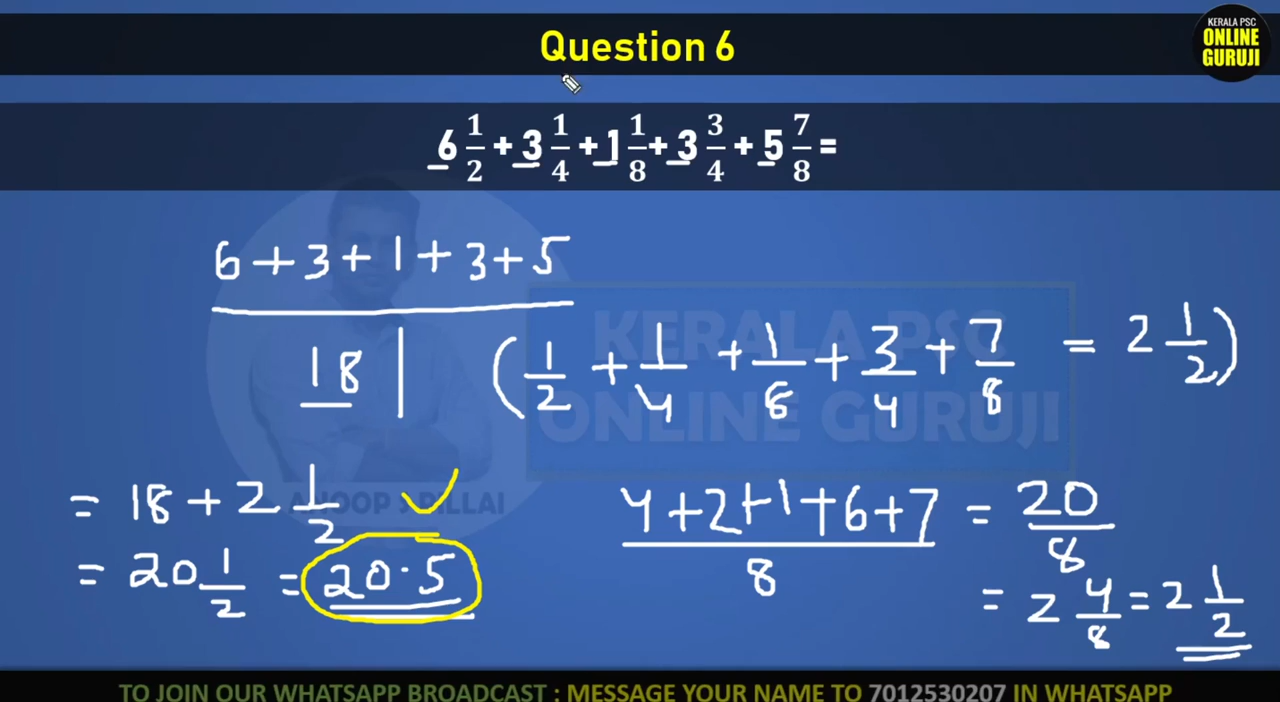 Question 6
KERALA PSC
ONLINE
GURUJI
6 1/2 + 3 1/4 + 1 1/8 + 3 3/4 + 5 7/8 =
6 + 3 + 1 + 3 + 5
18 | (1/2 + 1/4 + 1/8 + 3/4 + 7/8 = 2 1/2)
KERALA PSC
ONLINE GURUJI
ANOOP S PILLAI
= 18 + 2 1/2
(4+2+1+6+7)/8 = 20/8
= 20 1/2 = 20.5
= 2 4/8 = 2 1/2
TO JOIN OUR WHATSAPP BROADCAST : MESSAGE YOUR NAME TO 7012530207 IN WHATSAPP